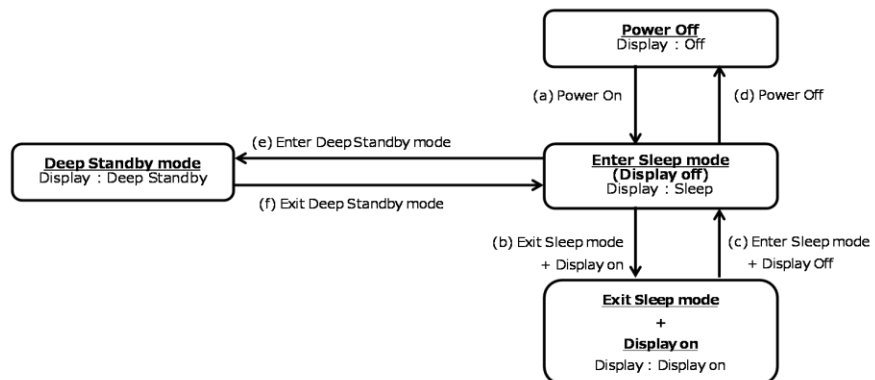 Power Off
Display : Off
(a) Power On
(d) Power Off
(e) Enter Deep Standby mode
Deep Standby mode
Display : Deep Standby
Enter Sleep mode
(Display off)
Display : Sleep
(f) Exit Deep Standby mode
(b) Exit Sleep mode
+ Display on
(c) Enter Sleep mode
+ Display Off
Exit Sleep mode
+
Display on
Display : Display on